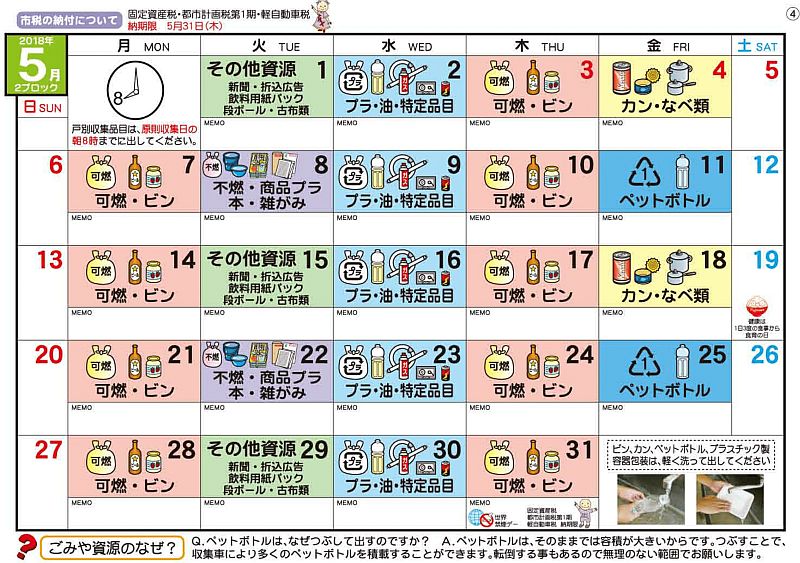 市税の納付について
固定資産税・都市計画税第1期・軽自動車税
納期限 5月31日(木)
④
2018年
5月
2ブロック
日 SUN
月 MON
火 TUE
水 WED
木 THU
金 FRI
土 SAT
8
戸別収集品目は、原則収集日の
朝8時までに出してください。
その他資源 1
新聞・折込広告
飲料用紙パック
段ボール・古布類
MEMO
2
プラ・油・特定品目
MEMO
可燃 3
可燃・ビン
MEMO
4
カン・なべ類
MEMO
5
6
可燃 7
可燃・ビン
MEMO
不燃 8
不燃・商品プラ
本・雑がみ
MEMO
9
プラ・油・特定品目
MEMO
可燃 10
可燃・ビン
MEMO
1 11
ペットボトル
MEMO
12
13
可燃 14
可燃・ビン
MEMO
その他資源 15
新聞・折込広告
飲料用紙パック
段ボール・古布類
MEMO
16
プラ・油・特定品目
MEMO
可燃 17
可燃・ビン
MEMO
18
カン・なべ類
MEMO
19
健康は
1日3度の食事から
食育の日
20
可燃 21
可燃・ビン
MEMO
不燃 22
不燃・商品プラ
本・雑がみ
MEMO
23
プラ・油・特定品目
MEMO
可燃 24
可燃・ビン
MEMO
1 25
ペットボトル
MEMO
26
27
可燃 28
可燃・ビン
MEMO
その他資源 29
新聞・折込広告
飲料用紙パック
段ボール・古布類
MEMO
30
プラ・油・特定品目
MEMO
可燃 31
可燃・ビン
MEMO
世界
禁煙デー
固定資産税
都市計画税第1期
軽自動車税 納期限
ビン、カン、ペットボトル、プラスチック製
容器包装は、軽く洗って出してください
ごみや資源のなぜ?
Q.ペットボトルは、なぜつぶして出すのですか? A.ペットボトルは、そのままでは容積が大きいからです。つぶすことで、
収集車により多くのペットボトルを積載することができます。転倒する事もあるので無理のない範囲でお願いします。